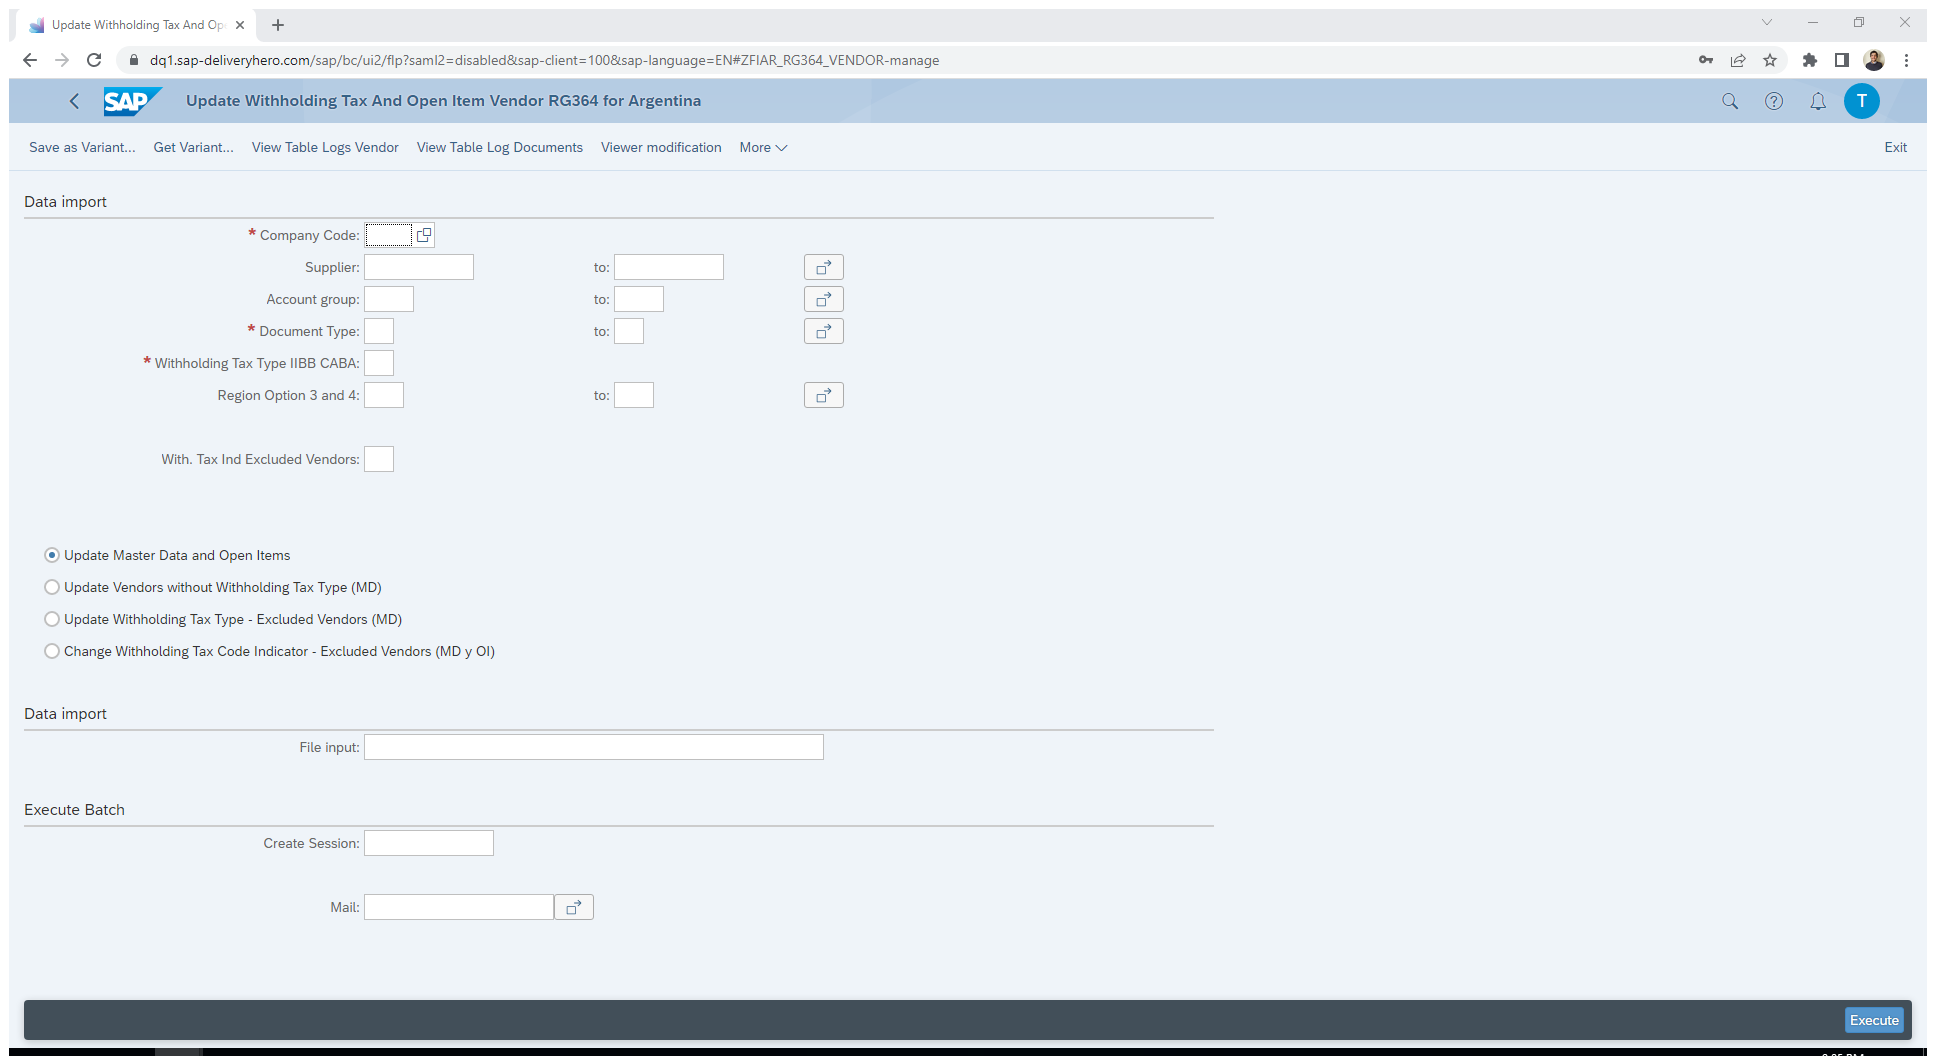 Update Withholding Tax And Op
dq1.sap-deliveryhero.com/sap/bc/ui2/flp?saml2=disabled&sap-client=100&sap-language=EN#ZFIAR_RG364_VENDOR-manage
SAP Update Withholding Tax And Open Item Vendor RG364 for Argentina T
Save as Variant... Get Variant... View Table Logs Vendor View Table Log Documents Viewer modification More Exit
Data import
* Company Code:
Supplier: to:
Account group: to:
* Document Type: to:
* Withholding Tax Type IIBB CABA:
Region Option 3 and 4: to:
With. Tax Ind Excluded Vendors:
Update Master Data and Open Items
Update Vendors without Withholding Tax Type (MD)
Update Withholding Tax Type - Excluded Vendors (MD)
Change Withholding Tax Code Indicator - Excluded Vendors (MD y OI)
Data import
File input:
Execute Batch
Create Session:
Mail:
Execute